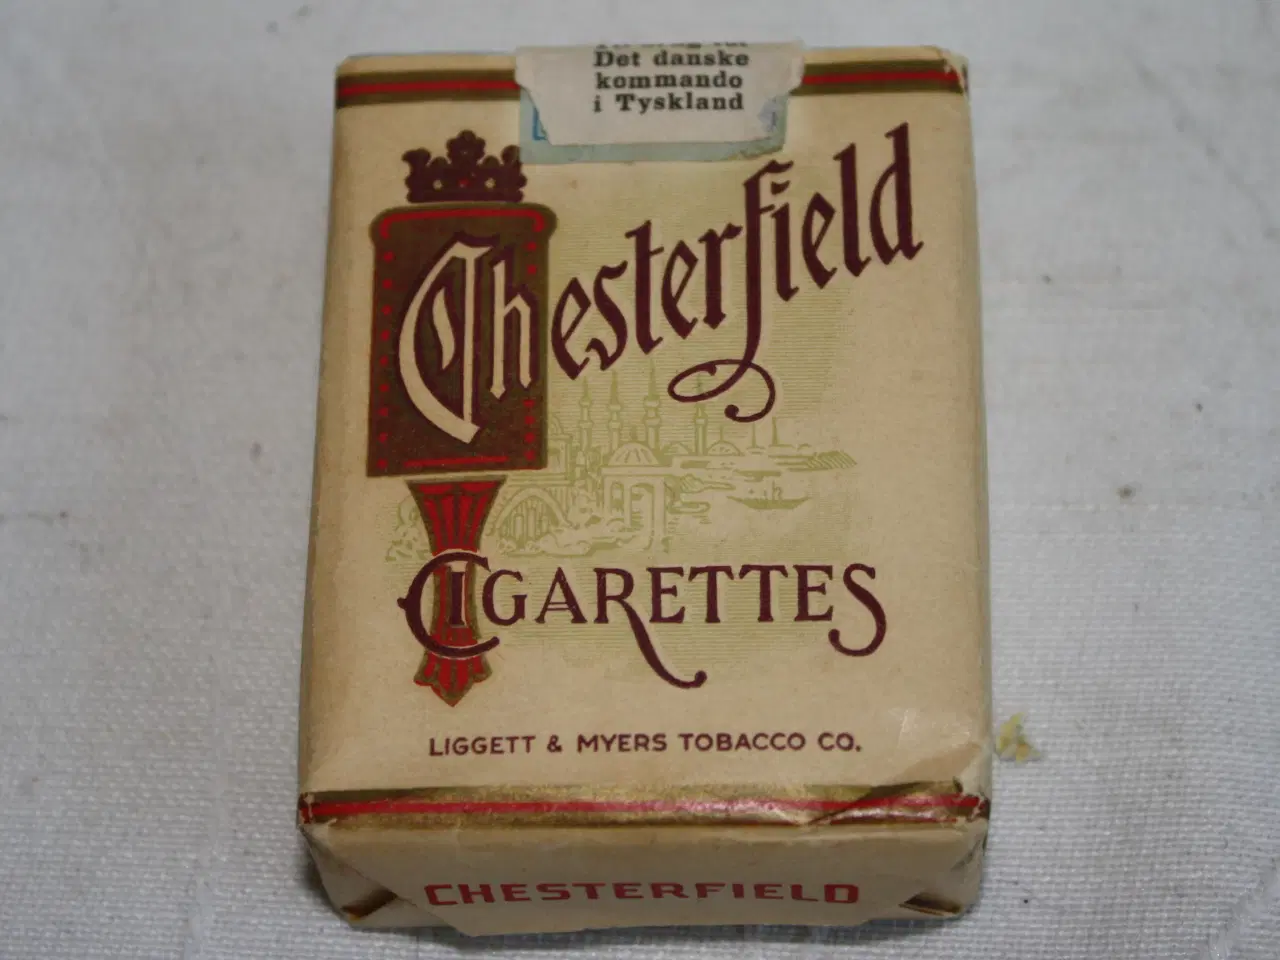 Det danske
kommando
i Tyskland
Chesterfield
CIGARETTES
LIGGETT & MYERS TOBACCO CO.
CHESTERFIELD